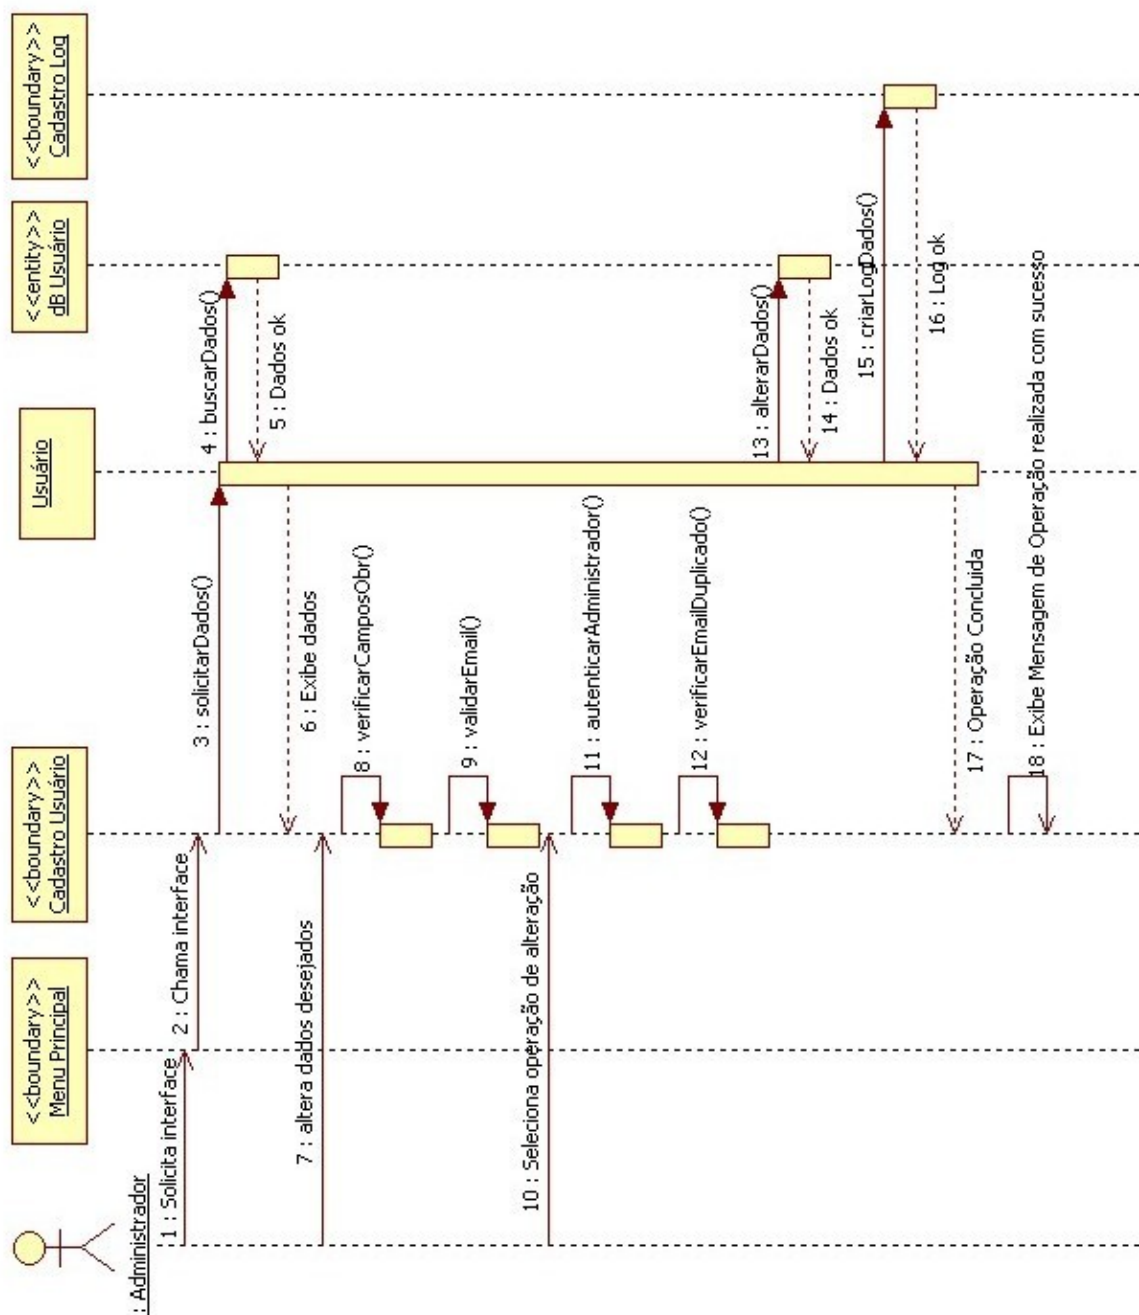 : Administrador
<<boundary>>
Menu Principal
<<boundary>>
Cadastro Usuário
Usuário
<<entity>>
dB Usuário
<<boundary>>
Cadastro Log
1 : Solicita interface
2 : Chama interface
3 : solicitarDados()
4 : buscarDados()
5 : Dados ok
6 : Exibe dados
7 : altera dados desejados
8 : verificarCamposObr()
9 : validarEmail()
10 : Seleciona operação de alteração
11 : autenticarAdministrador()
12 : verificarEmailDuplicado()
13 : alterarDados()
14 : Dados ok
15 : criarLogDados()
16 : Log ok
17 : Operação Concluida
18 : Exibe Mensagem de Operação realizada com sucesso